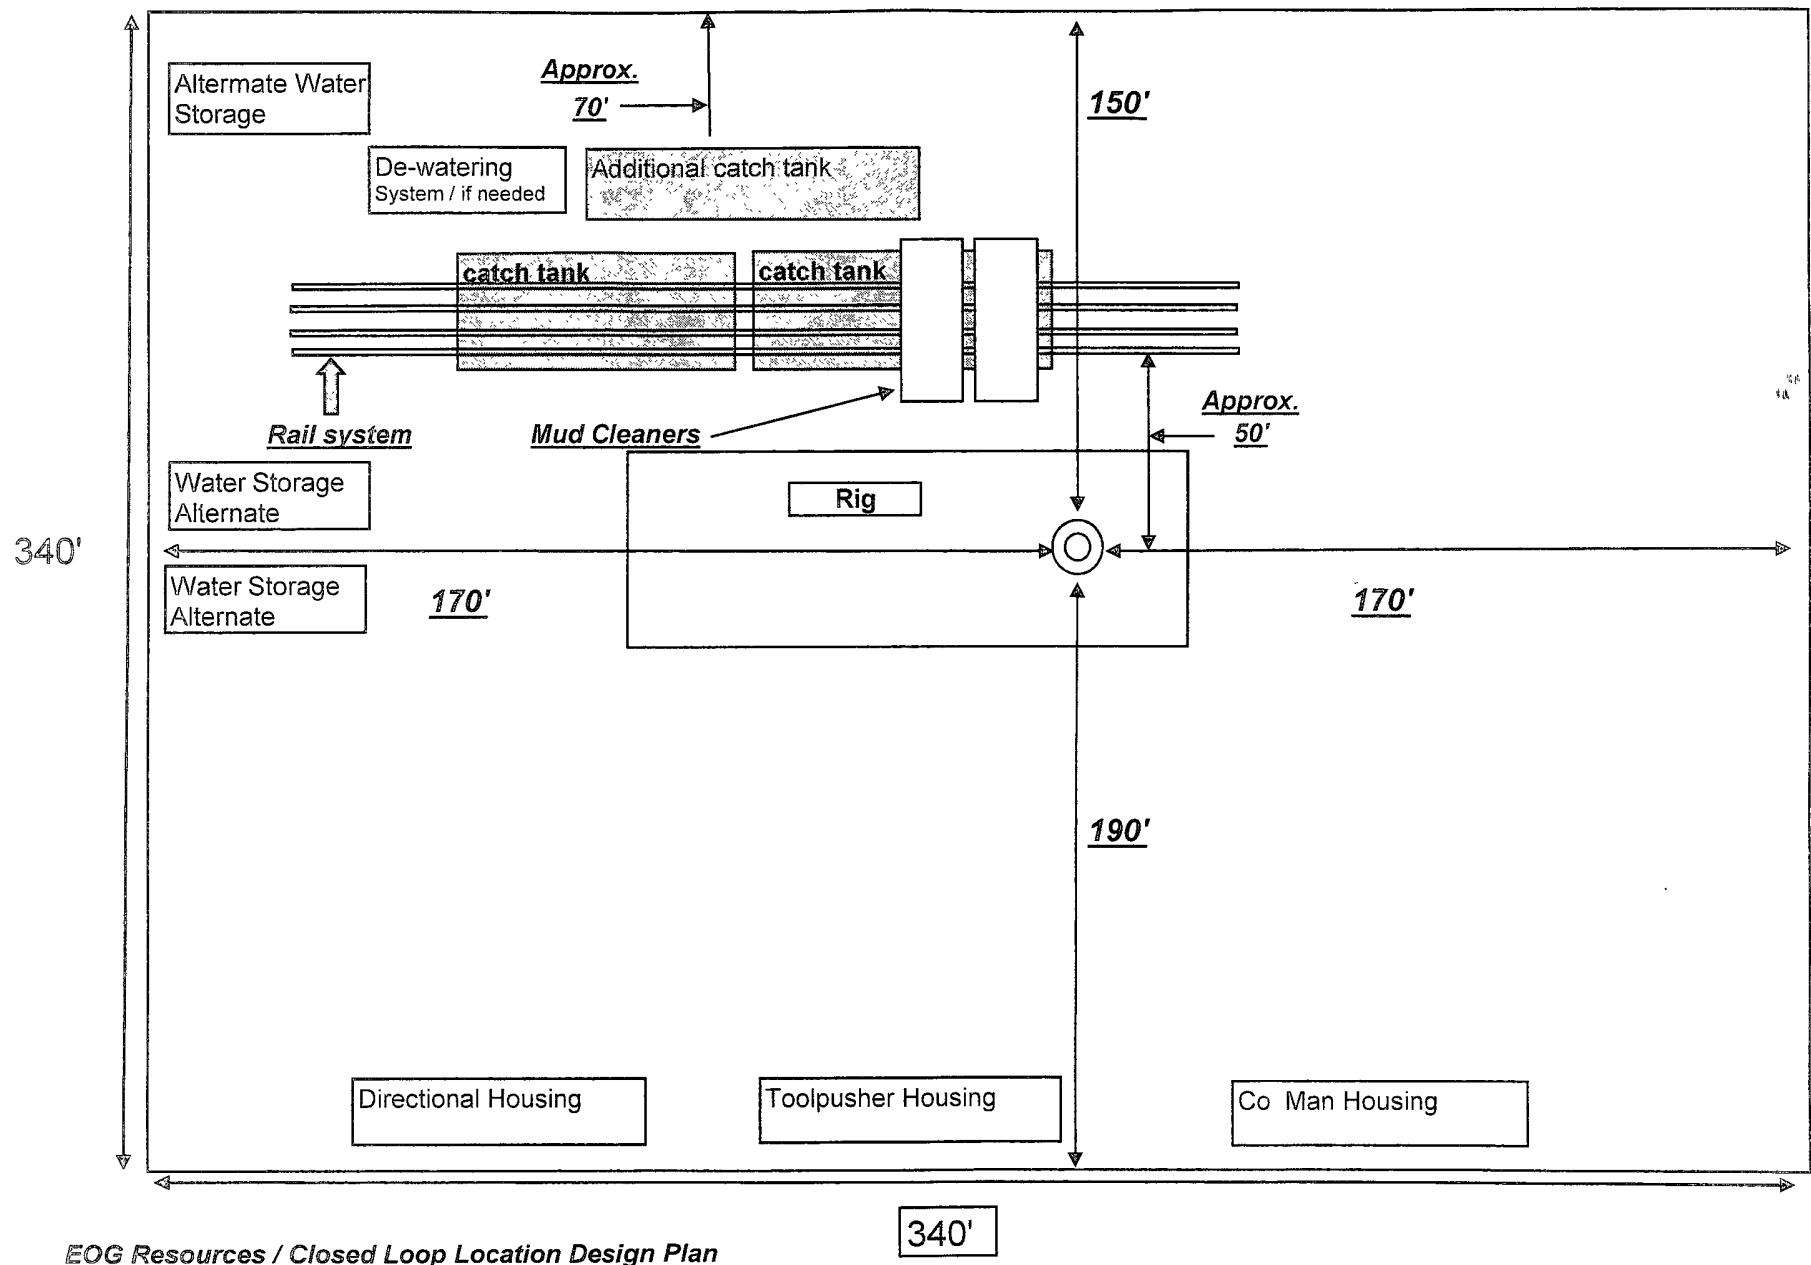 Altermate Water
Storage
Approx.
70'
150'
De-watering
System / if needed
Additional catch tank
catch tank
catch tank
Rail system
Mud Cleaners
Approx.
50'
Water Storage
Alternate
Rig
340'
Water Storage
Alternate
170'
170'
190'
Directional Housing
Toolpusher Housing
Co Man Housing
340'
EOG Resources / Closed Loop Location Design Plan